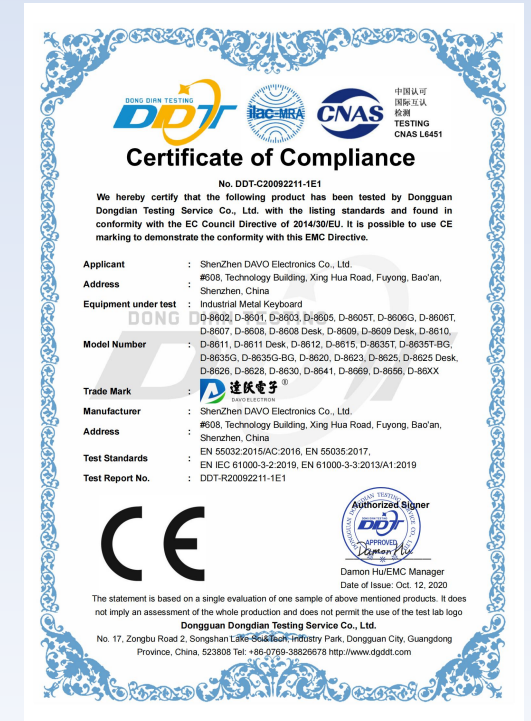 DONG DIAN TESTING
DDT
ilac-MRA
CNAS
中国认可
国际互认
检测
TESTING
CNAS L6451
Certificate of Compliance
No. DDT-C20092211-1E1
We hereby certify that the following product has been tested by Dongguan
Dongdian Testing Service Co., Ltd. with the listing standards and found in
conformity with the EC Council Directive of 2014/30/EU. It is possible to use CE
marking to demonstrate the conformity with this EMC Directive.
Applicant : ShenZhen DAVO Electronics Co., Ltd.
Address : #608, Technology Building, Xing Hua Road, Fuyong, Bao'an,
Shenzhen, China
Equipment under test : Industrial Metal Keyboard
DONG DIAN TESTING
Model Number : D-8602, D-8601, D-8603, D-8605, D-8605T, D-8606G, D-8606T,
D-8607, D-8608, D-8608 Desk, D-8609, D-8609 Desk, D-8610,
D-8611, D-8611 Desk, D-8612, D-8615, D-8635T, D-8635T-BG,
D-8635G, D-8635G-BG, D-8620, D-8623, D-8625, D-8625 Desk,
D-8626, D-8628, D-8630, D-8641, D-8669, D-8656, D-86XX
Trade Mark : 达沃电子 ®
DAVO ELECTRON
Manufacturer : ShenZhen DAVO Electronics Co., Ltd.
Address : #608, Technology Building, Xing Hua Road, Fuyong, Bao'an,
Shenzhen, China
Test Standards : EN 55032:2015/AC:2016, EN 55035:2017,
EN IEC 61000-3-2:2019, EN 61000-3-3:2013/A1:2019
Test Report No. : DDT-R20092211-1E1
CE
Authorized Signer
DONGGUAN DONGDIAN TESTING SERVICE CO., LTD
DDT
APPROVED
Damon Hu
Damon Hu/EMC Manager
Date of Issue: Oct. 12, 2020
The statement is based on a single evaluation of one sample of above mentioned products. It does
not imply an assessment of the whole production and does not permit the use of the test lab logo
Dongguan Dongdian Testing Service Co., Ltd.
No. 17, Zongbu Road 2, Songshan Lake Sci&Tech, Industry Park, Dongguan City, Guangdong
Province, China, 523808 Tel: +86-0769-38826678 http://www.dgddt.com